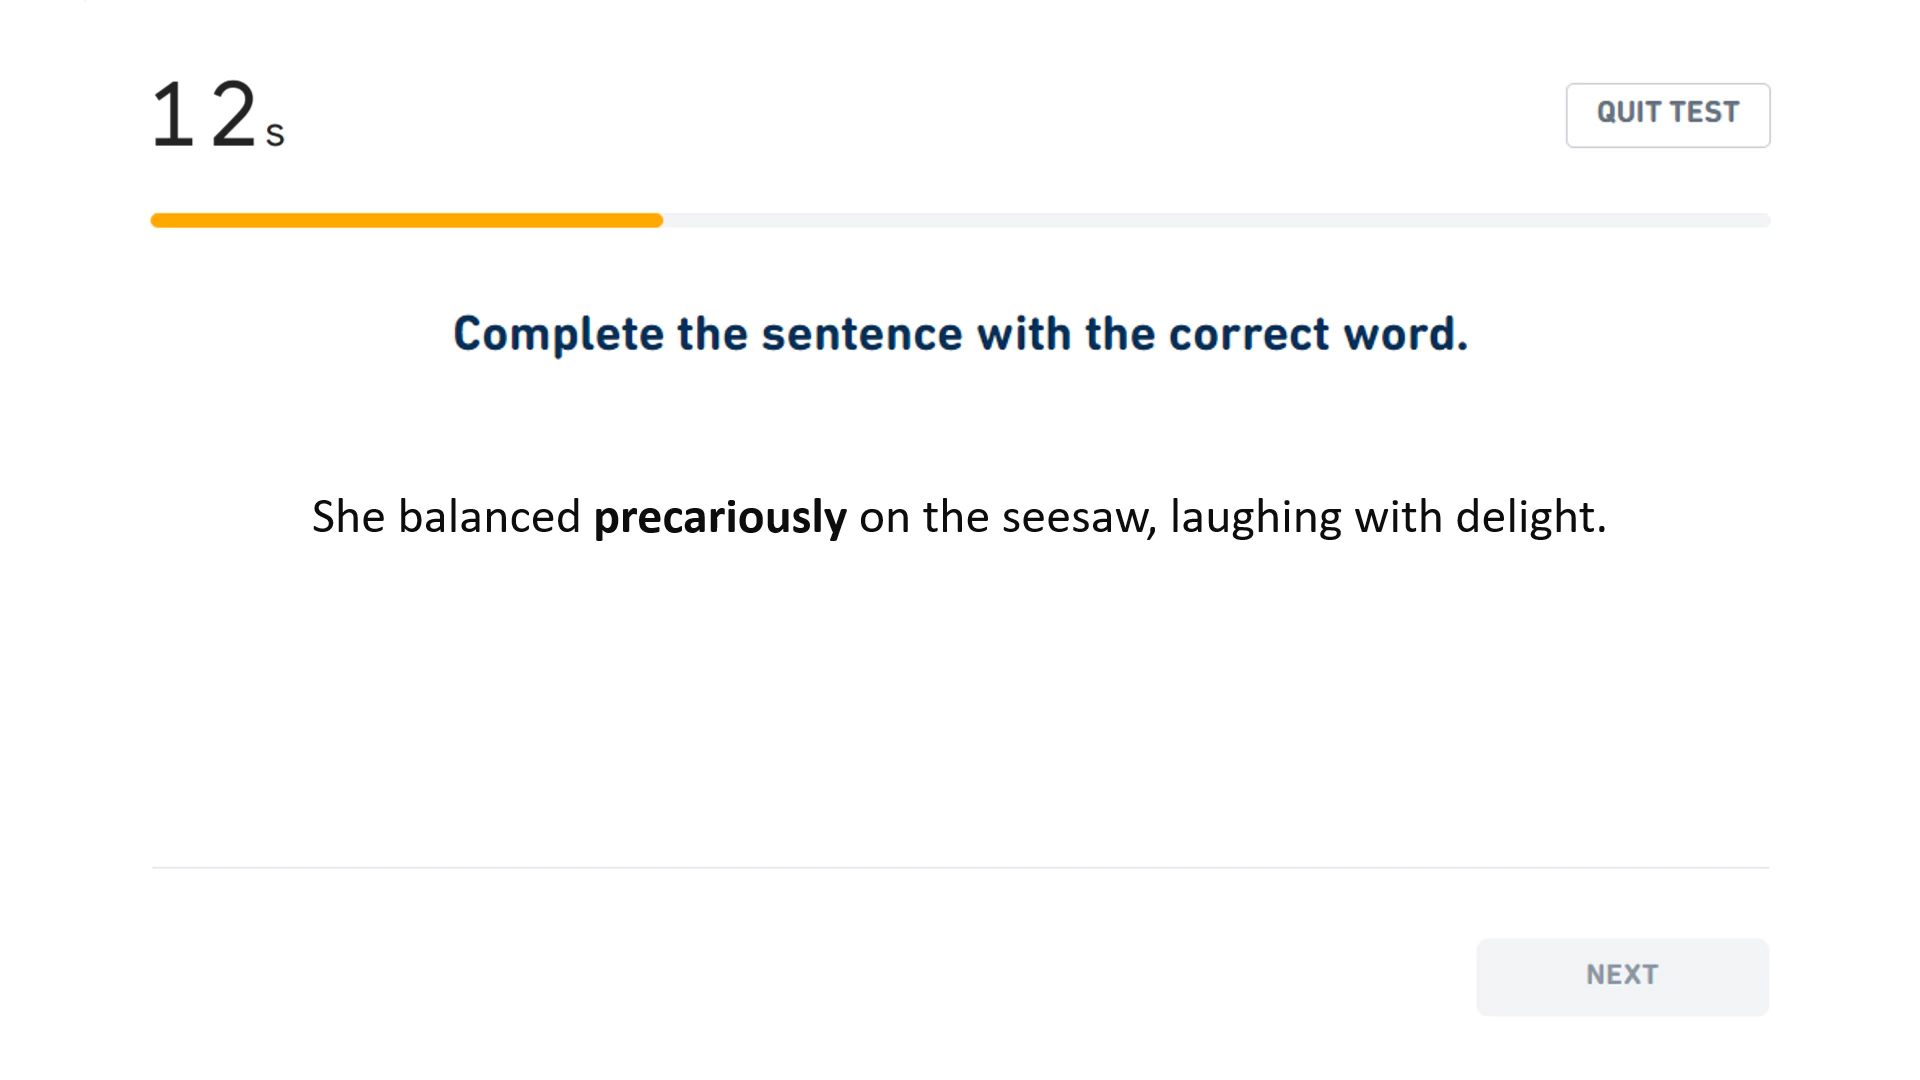 12s
QUIT TEST
Complete the sentence with the correct word.
She balanced precariously on the seesaw, laughing with delight.
NEXT